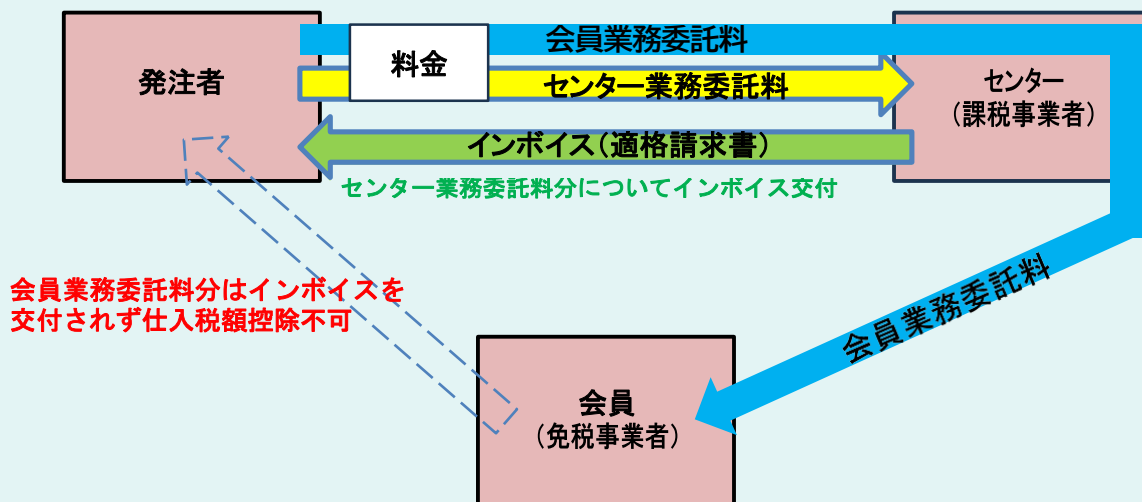 会員業務委託料
発注者
料金
センター業務委託料
センター
（課税事業者）
インボイス（適格請求書）
センター業務委託料分についてインボイス交付
会員業務委託料分はインボイスを
交付されず仕入税額控除不可
会員業務委託料
会員
（免税事業者）